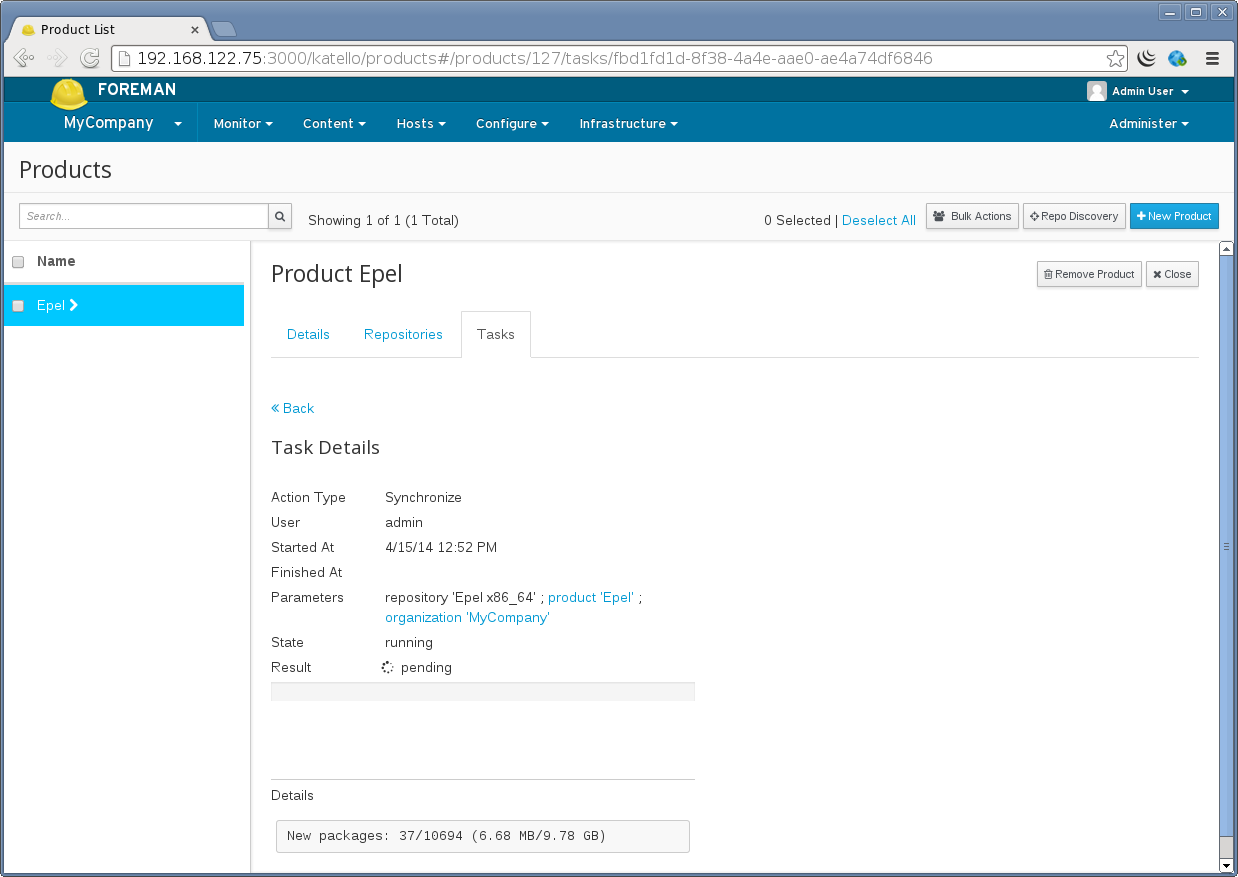 Product List
192.168.122.75:3000/katello/products#/products/127/tasks/fbd1fd1d-8f38-4a4e-aae0-ae4a74df6846
FOREMAN
Admin User
MyCompany
Monitor Content Hosts Configure Infrastructure Administer
Products
Search...
Showing 1 of 1 (1 Total)
0 Selected | Deselect All
Bulk Actions
Repo Discovery
New Product
Name
Epel
Product Epel
Remove Product
Close
Details Repositories Tasks
« Back
Task Details
Action Type Synchronize
User admin
Started At 4/15/14 12:52 PM
Finished At
Parameters repository 'Epel x86_64' ; product 'Epel' ;
organization 'MyCompany'
State running
Result pending
Details
New packages: 37/10694 (6.68 MB/9.78 GB)